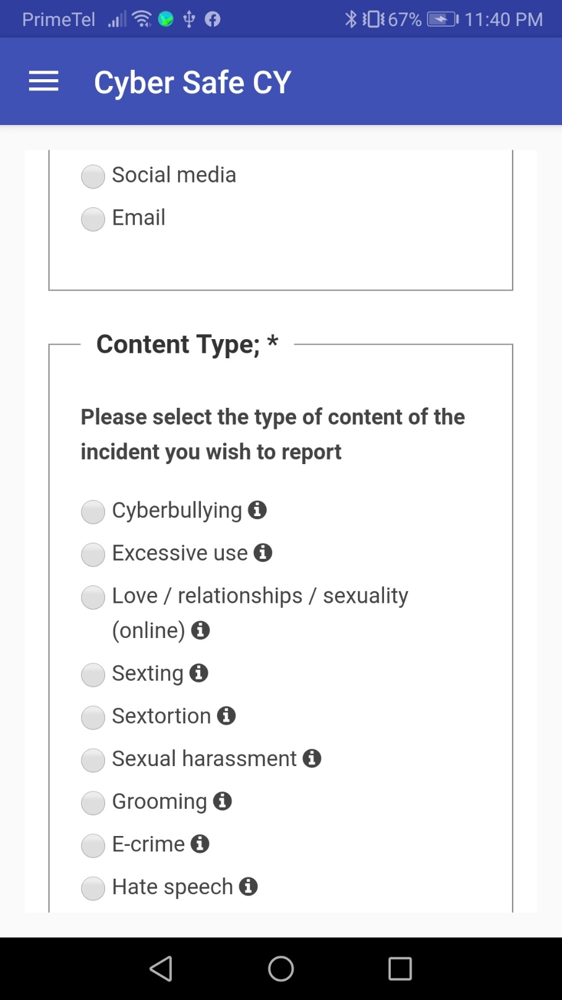 PrimeTel 67% 11:40 PM
Cyber Safe CY
Social media
Email
Content Type; *
Please select the type of content of the
incident you wish to report
Cyberbullying
Excessive use
Love / relationships / sexuality
(online)
Sexting
Sextortion
Sexual harassment
Grooming
E-crime
Hate speech